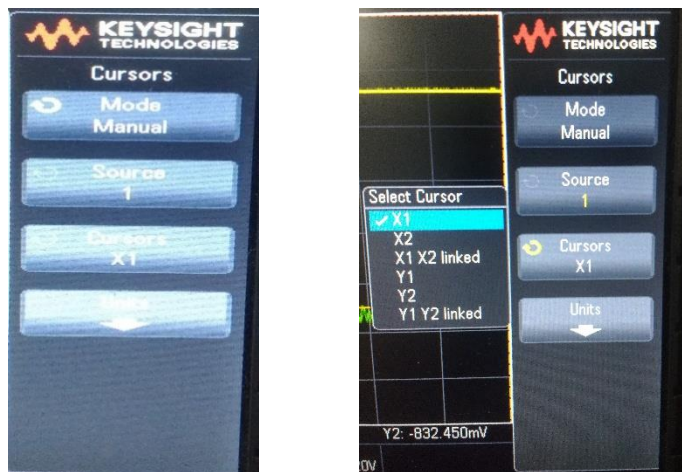 KEYSIGHT
TECHNOLOGIES
Cursors
Mode
Manual
Source
1
Cursors
X1
Units
KEYSIGHT
TECHNOLOGIES
Cursors
Mode
Manual
Source
1
Select Cursor
X1
X2
X1 X2 linked
Y1
Y2
Y1 Y2 linked
Cursors
X1
Units
Y2: -832.450mV
0V